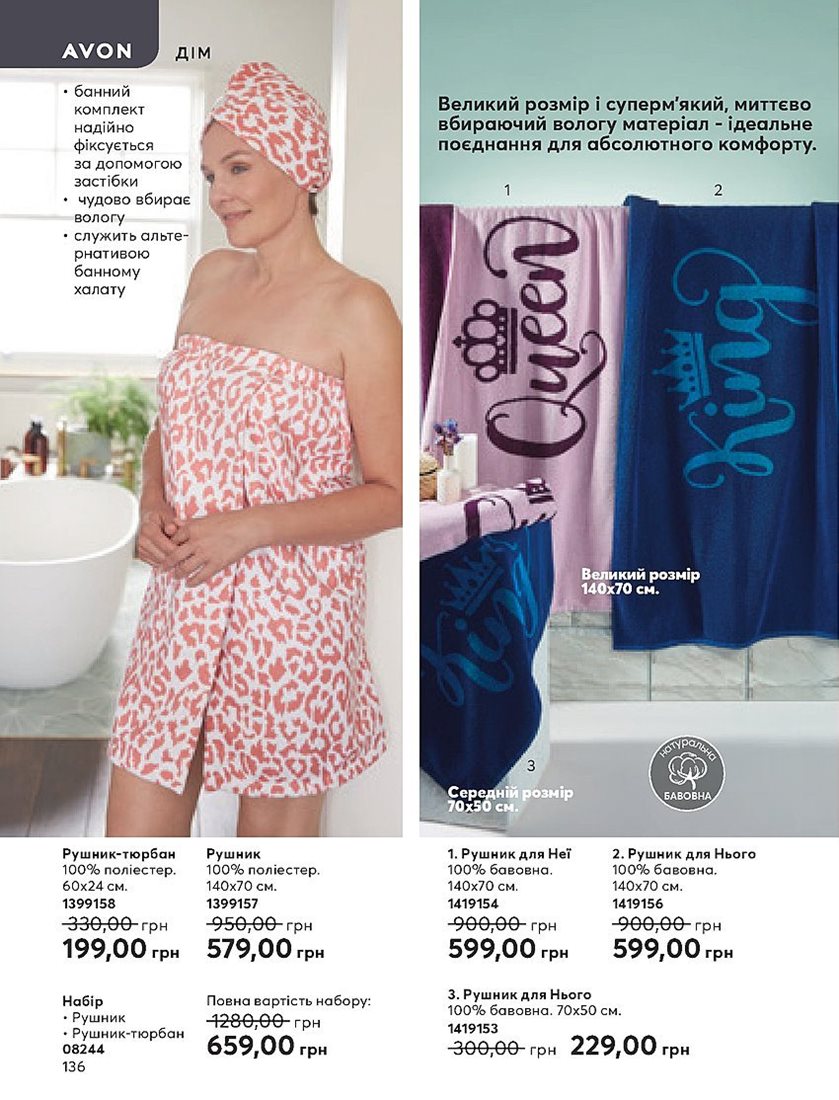 AVON ДІМ
• банний
комплект
надійно
фіксується
за допомогою
застібки
• чудово вбирає
вологу
• служить альте-
рнативою
банному
халату
Великий розмір і суперм'який, миттєво
вбираючий вологу матеріал - ідеальне
поєднання для абсолютного комфорту.
1
2
Queen
King
Великий розмір
140х70 см.
King
3
Середній розмір
70х50 см.
натуральна
БАВОВНА
Рушник-тюрбан
100% поліестер.
60х24 см.
1399158
330,00 грн
199,00 грн
Рушник
100% поліестер.
140х70 см.
1399157
950,00 грн
579,00 грн
Набір
• Рушник
• Рушник-тюрбан
08244
Повна вартість набору:
1280,00 грн
659,00 грн
136
1. Рушник для Неї
100% бавовна.
140х70 см.
1419154
900,00 грн
599,00 грн
2. Рушник для Нього
100% бавовна.
140х70 см.
1419156
900,00 грн
599,00 грн
3. Рушник для Нього
100% бавовна. 70х50 см.
1419153
300,00 грн 229,00 грн